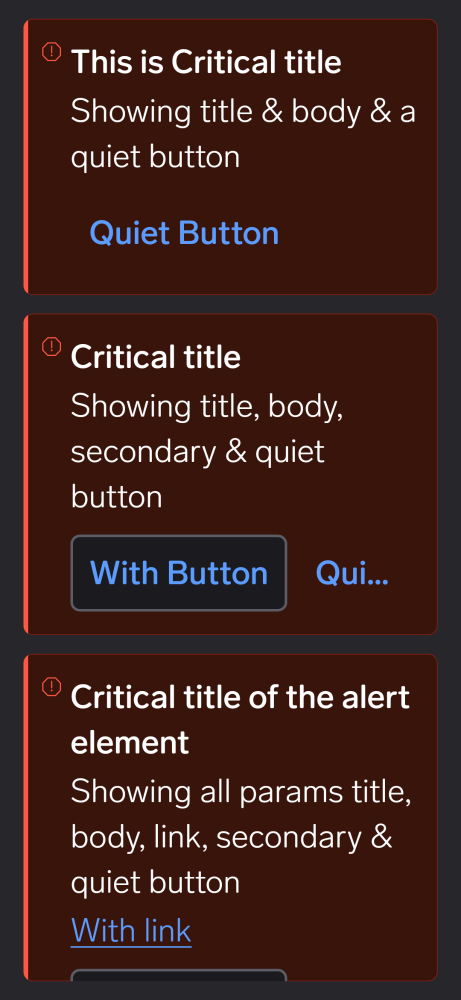 This is Critical title
Showing title & body & a
quiet button
Quiet Button
Critical title
Showing title, body,
secondary & quiet
button
With Button
Qui...
Critical title of the alert
element
Showing all params title,
body, link, secondary &
quiet button
With link